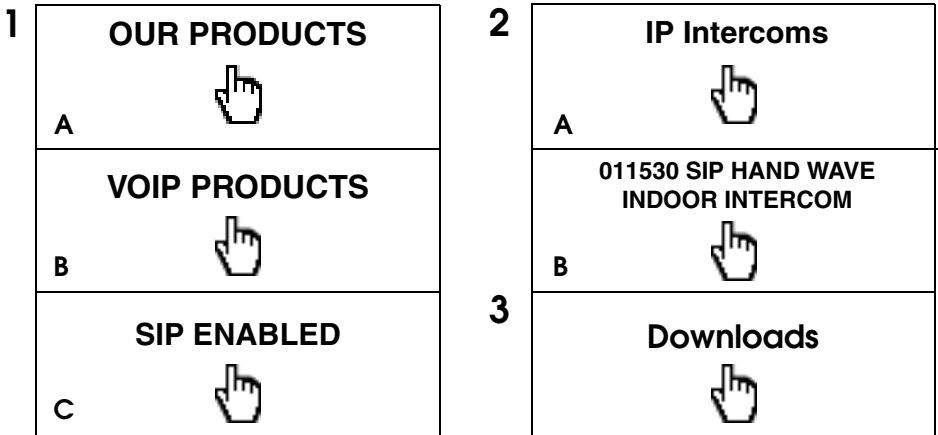 1
OUR PRODUCTS
A
VOIP PRODUCTS
B
SIP ENABLED
C
2
IP Intercoms
A
011530 SIP HAND WAVE
INDOOR INTERCOM
B
3
Downloads